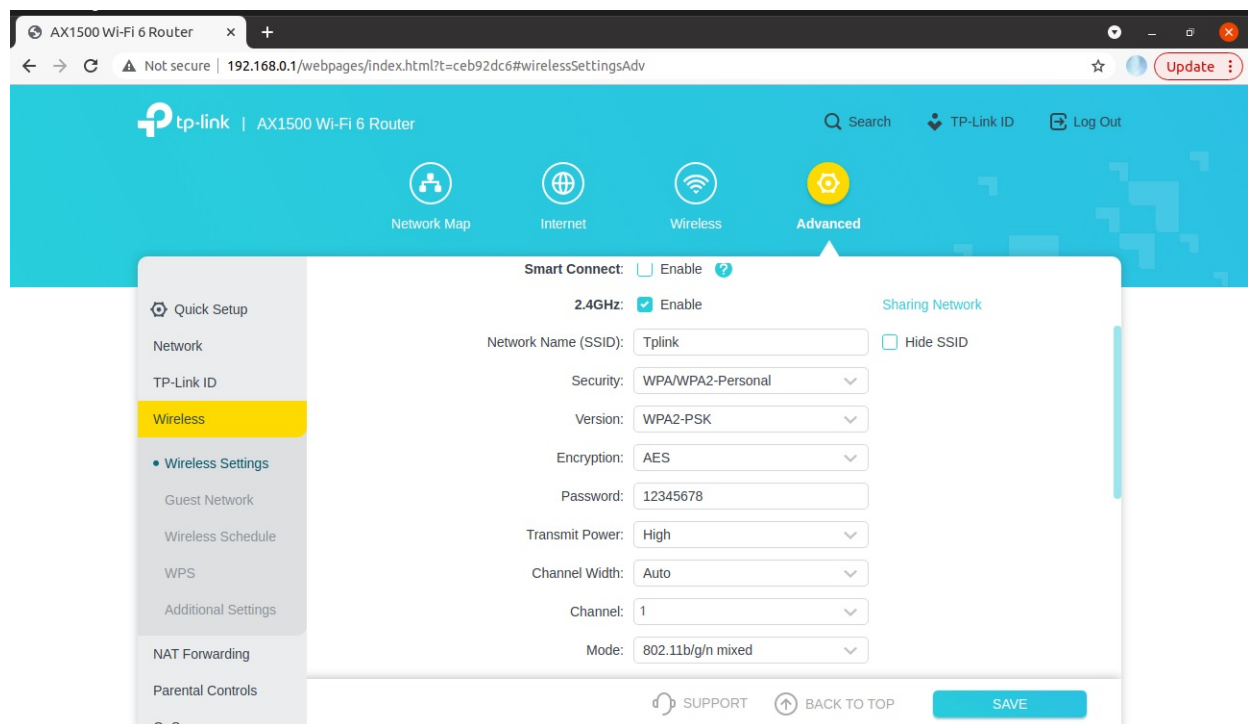 AX1500 Wi-Fi 6 Router
Not secure | 192.168.0.1/webpages/index.html?t=ceb92dc6#wirelessSettingsAdv
Update
tp-link | AX1500 Wi-Fi 6 Router
Search
TP-Link ID
Log Out
Network Map
Internet
Wireless
Advanced
Quick Setup
Network
TP-Link ID
Wireless
Wireless Settings
Guest Network
Wireless Schedule
WPS
Additional Settings
NAT Forwarding
Parental Controls
Smart Connect: Enable ?
2.4GHz: Enable Sharing Network
Network Name (SSID): Tplink Hide SSID
Security: WPA/WPA2-Personal
Version: WPA2-PSK
Encryption: AES
Password: 12345678
Transmit Power: High
Channel Width: Auto
Channel: 1
Mode: 802.11b/g/n mixed
SUPPORT
BACK TO TOP
SAVE